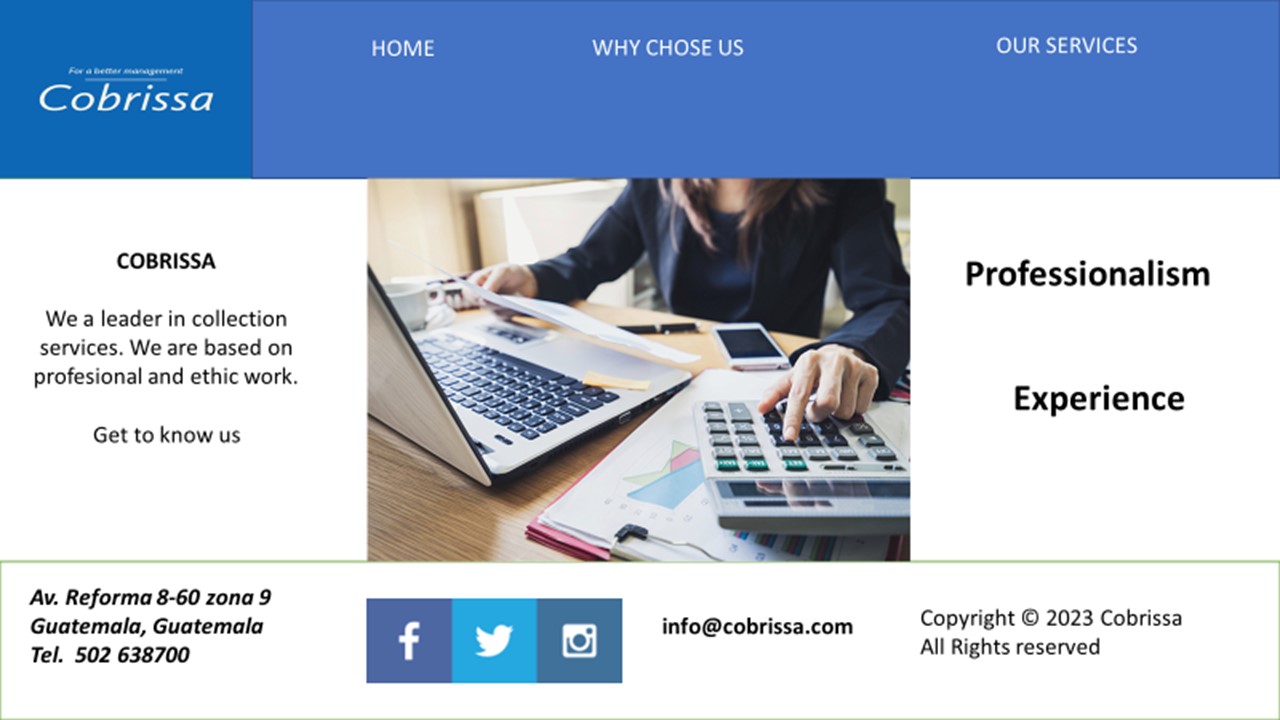 For a better management
Cobrissa
HOME
WHY CHOSE US
OUR SERVICES
COBRISSA
We a leader in collection
services. We are based on
profesional and ethic work.
Get to know us
Professionalism
Experience
Av. Reforma 8-60 zona 9
Guatemala, Guatemala
Tel.  502 638700
info@cobrissa.com
Copyright © 2023 Cobrissa
All Rights reserved